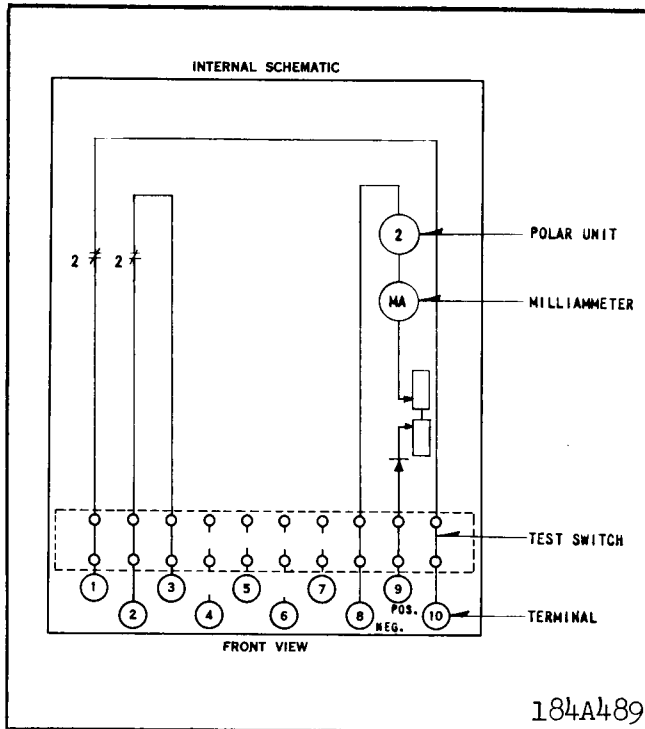 INTERNAL SCHEMATIC
2
POLAR UNIT
2 2
MA
MILLIAMMETER
TEST SWITCH
1 3 5 7 9
2 4 6 8 10
POS.
NEG.
TERMINAL
FRONT VIEW
184A489